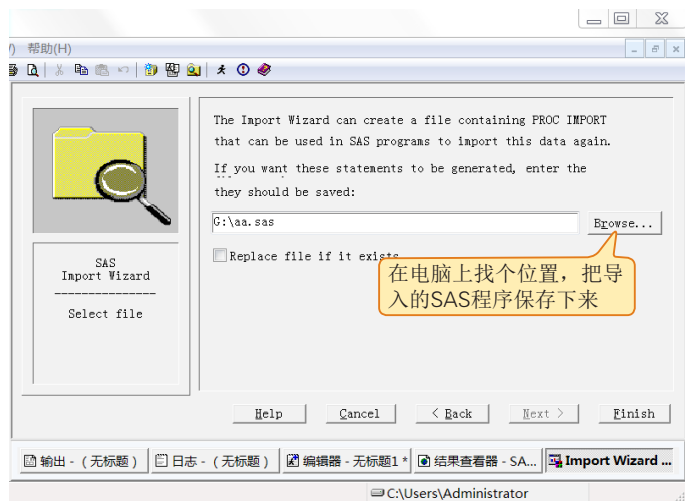 ) 帮助(H)
The Import Wizard can create a file containing PROC IMPORT
that can be used in SAS programs to import this data again.
If you want these statements to be generated, enter the
they should be saved:
G:\aa.sas
Browse...
Replace file if it exists
在电脑上找个位置，把导
入的SAS程序保存下来
SAS
Import Wizard
---------------
Select file
Help
Cancel
< Back
Next >
Finish
输出 - （无标题）
日志 - （无标题）
编辑器 - 无标题1 *
结果查看器 - SA...
Import Wizard ...
C:\Users\Administrator